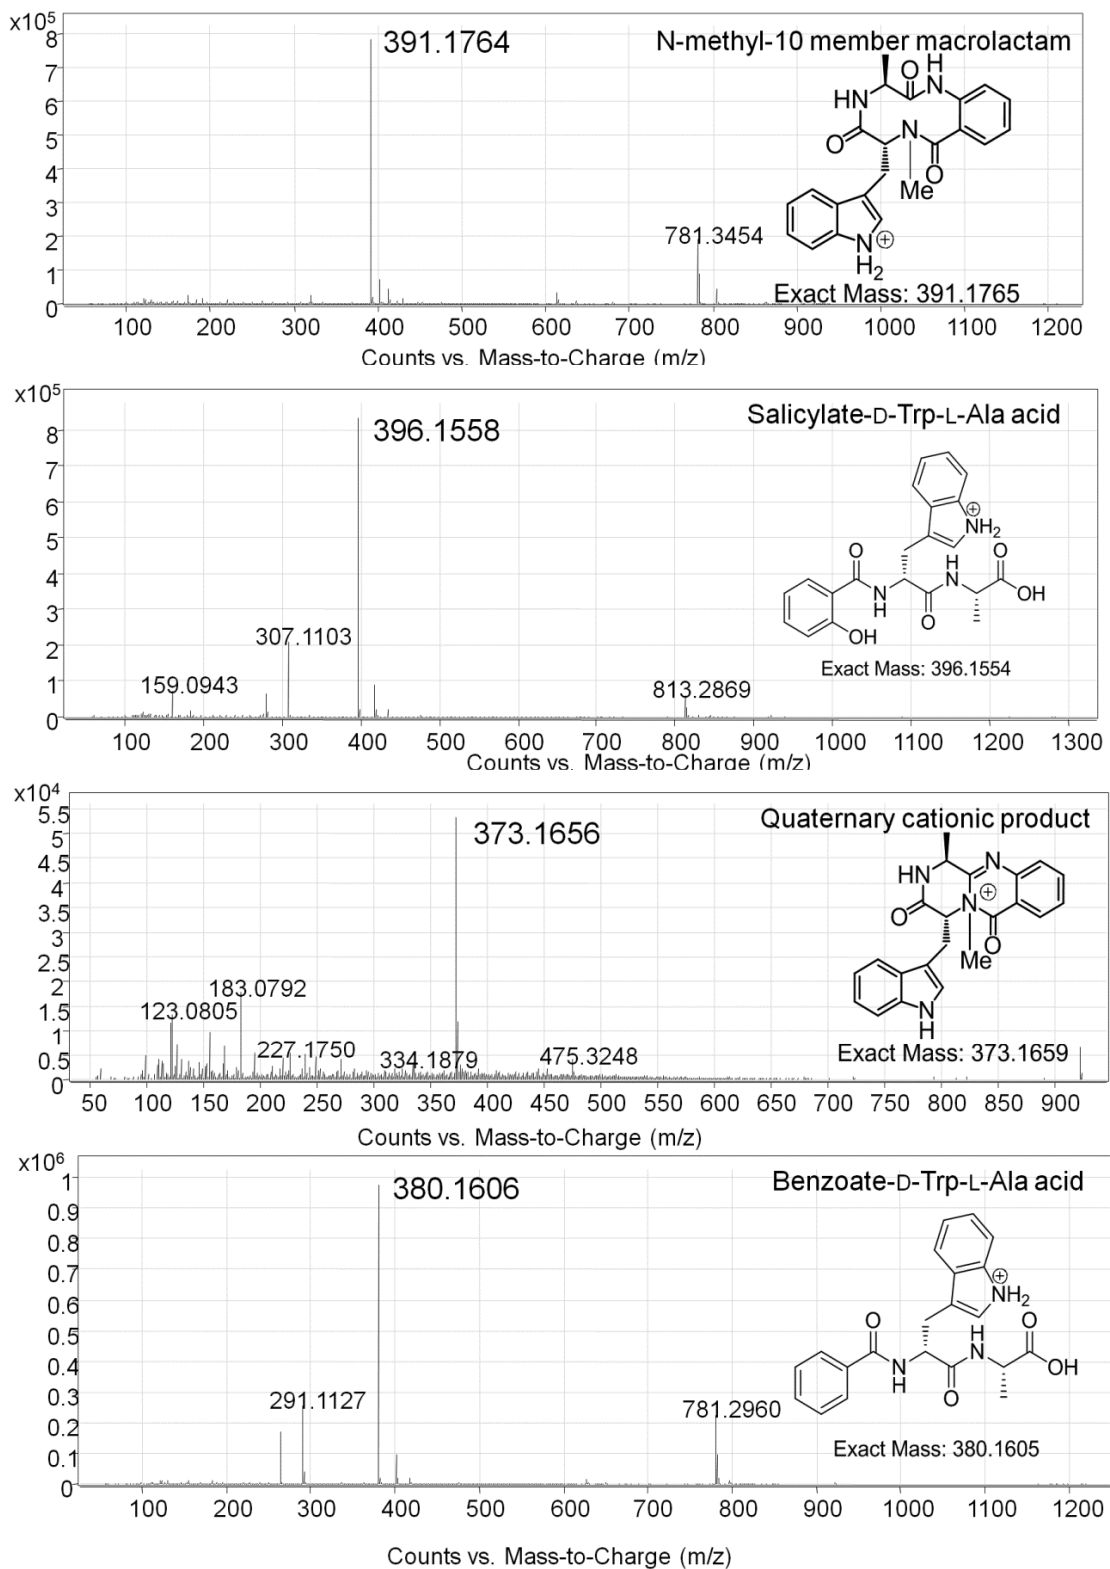 x10⁵
8
7
6
5
4
3
2
1
0
391.1764
781.3454
N-methyl-10 member macrolactam
O
H
N
HN
O
N
O
Me
N
⊕
H₂
Exact Mass: 391.1765
100 200 300 400 500 600 700 800 900 1000 1100 1200
Counts vs. Mass-to-Charge (m/z)
x10⁵
8
7
6
5
4
3
2
1
0
396.1558
307.1103
159.0943
813.2869
Salicylate-D-Trp-L-Ala acid
⊕
NH₂
O
H
N
O
OH
N
H
O
OH
Exact Mass: 396.1554
100 200 300 400 500 600 700 800 900 1000 1100 1200 1300
Counts vs. Mass-to-Charge (m/z)
x10⁴
5.5
5
4.5
4
3.5
3
2.5
2
1.5
1
0.5
0
373.1656
183.0792
123.0805
227.1750
334.1879
475.3248
Quaternary cationic product
N
HN
⊕
N
O
O
Me
N
H
Exact Mass: 373.1659
50 100 150 200 250 300 350 400 450 500 550 600 650 700 750 800 850 900
Counts vs. Mass-to-Charge (m/z)
x10⁶
1
0.9
0.8
0.7
0.6
0.5
0.4
0.3
0.2
0.1
0
380.1606
291.1127
781.2960
Benzoate-D-Trp-L-Ala acid
⊕
NH₂
O
H
N
O
OH
N
H
O
Exact Mass: 380.1605
100 200 300 400 500 600 700 800 900 1000 1100 1200
Counts vs. Mass-to-Charge (m/z)